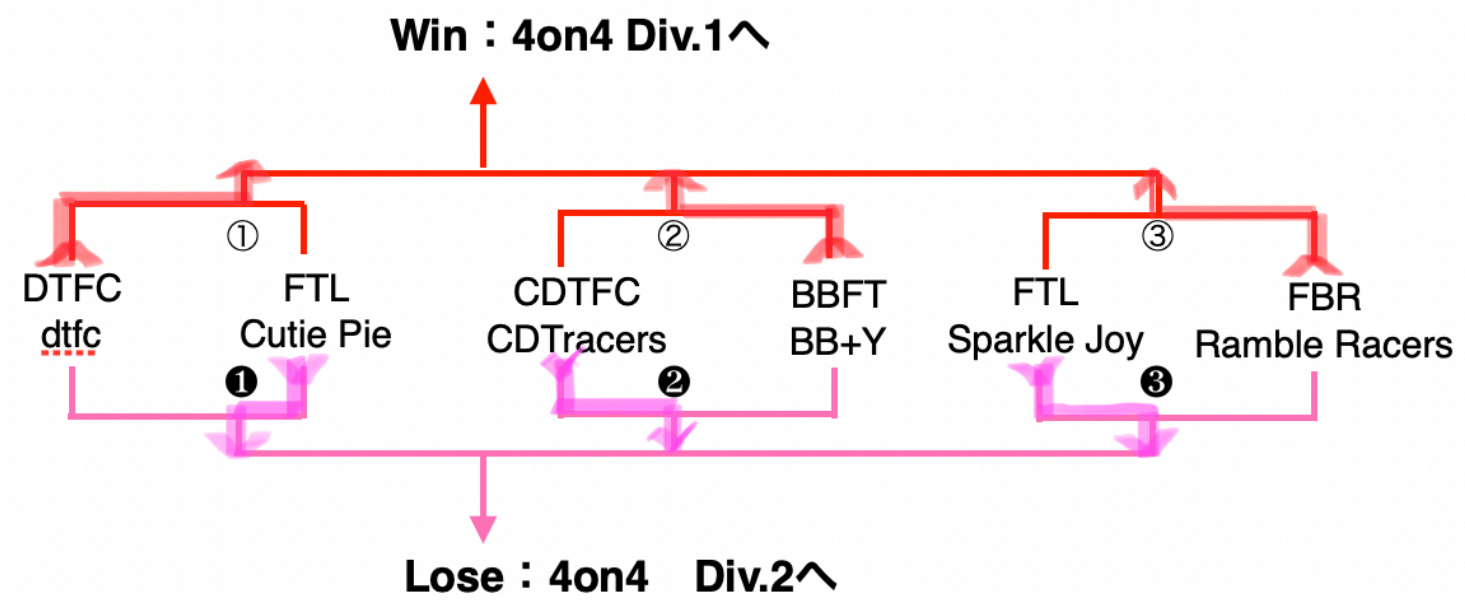 Win：4on4 Div.1へ
① ② ③
DTFC FTL CDTFC BBFT FTL FBR
dtfc Cutie Pie CDTracers BB+Y Sparkle Joy Ramble Racers
❶ ❷ ❸
Lose：4on4　Div.2へ